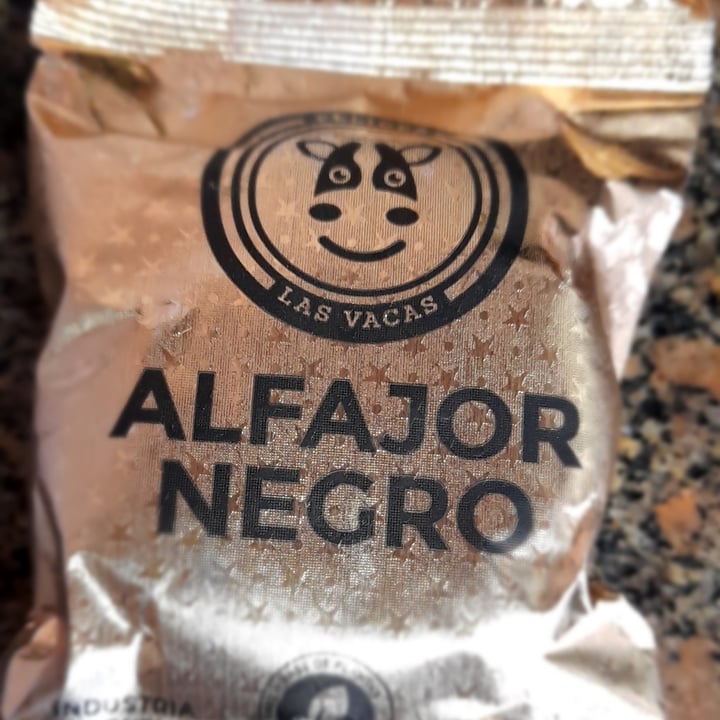 LAS VACAS
ALFAJOR
NEGRO
INDUSTRIA